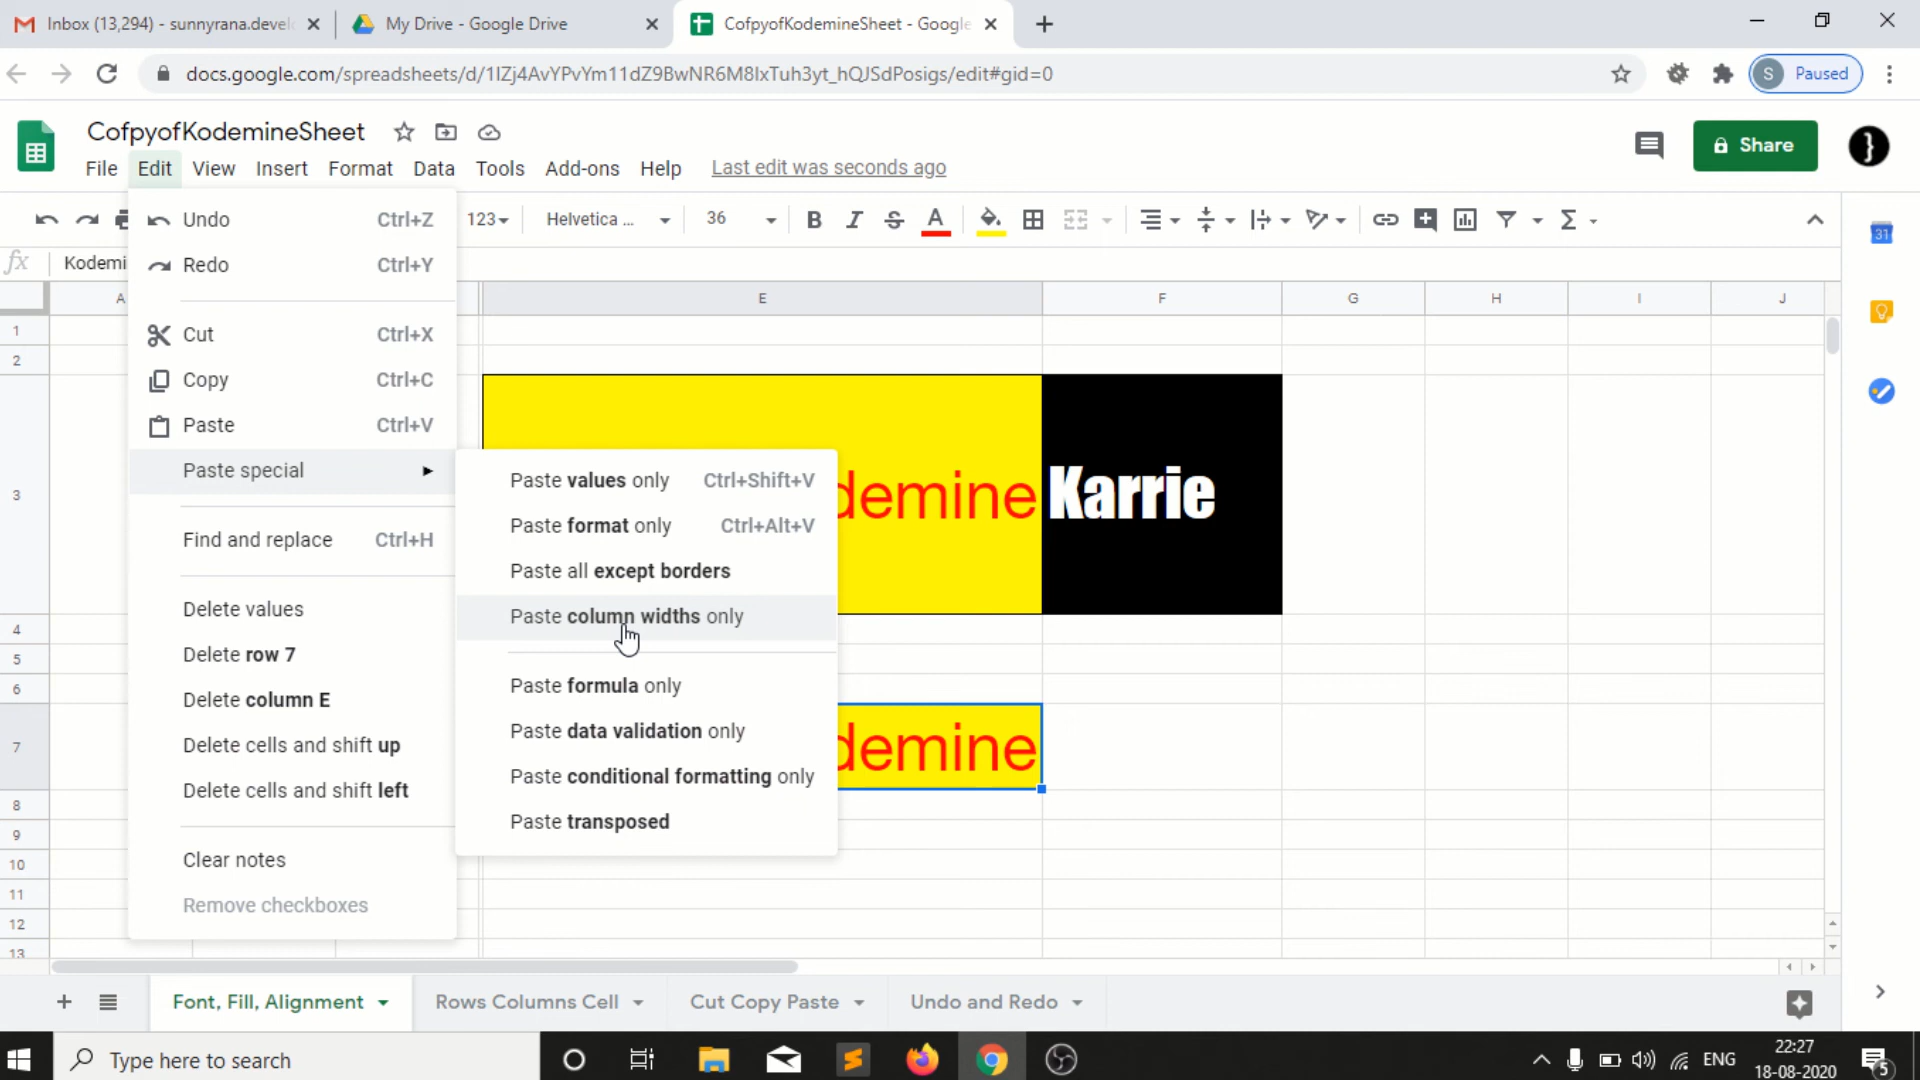 Inbox (13,294) - sunnyrana.devel
My Drive - Google Drive
CofpyofKodemineSheet - Google
docs.google.com/spreadsheets/d/1IZj4AvYPvYm11dZ9BwNR6M8IxTuh3yt_hQJSdPosigs/edit#gid=0
S Paused
CofpyofKodemineSheet
Share
File Edit View Insert Format Data Tools Add-ons Help Last edit was seconds ago
Undo Ctrl+Z
123 Helvetica ... 36 B I S A
31
fx Kodemi
Redo Ctrl+Y
A E F G H I J
Cut Ctrl+X
Copy Ctrl+C
Paste Ctrl+V
Paste special
Find and replace Ctrl+H
Delete values
Delete row 7
Delete column E
Delete cells and shift up
Delete cells and shift left
Clear notes
Remove checkboxes
Paste values only Ctrl+Shift+V
Paste format only Ctrl+Alt+V
Paste all except borders
Paste column widths only
Paste formula only
Paste data validation only
Paste conditional formatting only
Paste transposed
1
2
3
demine Karrie
4
5
6
7
demine
8
9
10
11
12
13
Font, Fill, Alignment Rows Columns Cell Cut Copy Paste Undo and Redo
Type here to search
ENG
22:27
18-08-2020
5